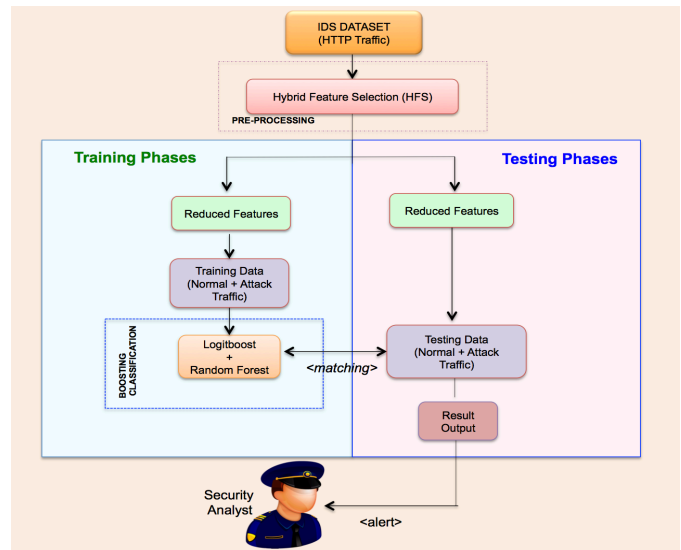 IDS DATASET
(HTTP Traffic)
Hybrid Feature Selection (HFS)
PRE-PROCESSING
Training Phases
Testing Phases
Reduced Features
Reduced Features
Training Data
(Normal + Attack
Traffic)
BOOSTING
CLASSIFICATION
Logitboost
+
Random Forest
<matching>
Testing Data
(Normal + Attack
Traffic)
Result
Output
Security
Analyst
<alert>